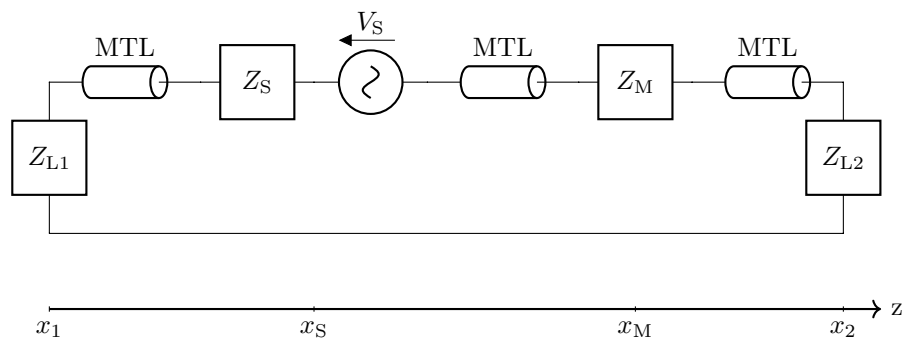 V_S
MTL
MTL
MTL
Z_S
Z_M
Z_L1
Z_L2
z
x_1
x_S
x_M
x_2